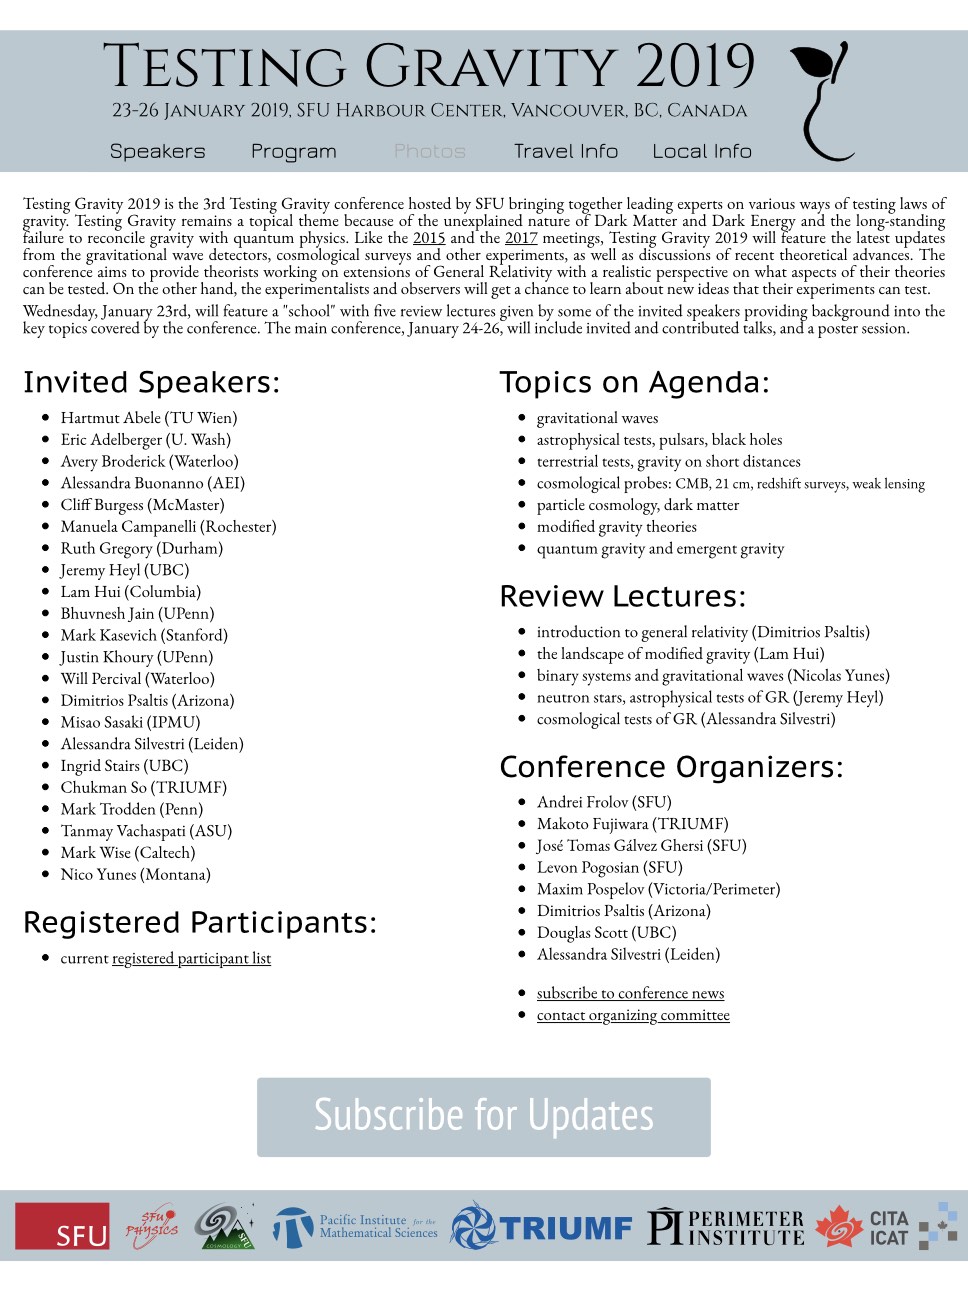 Testing Gravity 2019
23-26 January 2019, SFU Harbour Center, Vancouver, BC, Canada
Speakers Program Photos Travel Info Local Info
Testing Gravity 2019 is the 3rd Testing Gravity conference hosted by SFU bringing together leading experts on various ways of testing laws of
gravity. Testing Gravity remains a topical theme because of the unexplained nature of Dark Matter and Dark Energy and the long-standing
failure to reconcile gravity with quantum physics. Like the 2015 and the 2017 meetings, Testing Gravity 2019 will feature the latest updates
from the gravitational wave detectors, cosmological surveys and other experiments, as well as discussions of recent theoretical advances. The
conference aims to provide theorists working on extensions of General Relativity with a realistic perspective on what aspects of their theories
can be tested. On the other hand, the experimentalists and observers will get a chance to learn about new ideas that their experiments can test.
Wednesday, January 23rd, will feature a "school" with five review lectures given by some of the invited speakers providing background into the
key topics covered by the conference. The main conference, January 24-26, will include invited and contributed talks, and a poster session.
Invited Speakers:
Hartmut Abele (TU Wien)
Eric Adelberger (U. Wash)
Avery Broderick (Waterloo)
Alessandra Buonanno (AEI)
Cliff Burgess (McMaster)
Manuela Campanelli (Rochester)
Ruth Gregory (Durham)
Jeremy Heyl (UBC)
Lam Hui (Columbia)
Bhuvnesh Jain (UPenn)
Mark Kasevich (Stanford)
Justin Khoury (UPenn)
Will Percival (Waterloo)
Dimitrios Psaltis (Arizona)
Misao Sasaki (IPMU)
Alessandra Silvestri (Leiden)
Ingrid Stairs (UBC)
Chukman So (TRIUMF)
Mark Trodden (Penn)
Tanmay Vachaspati (ASU)
Mark Wise (Caltech)
Nico Yunes (Montana)
Registered Participants:
current registered participant list
Topics on Agenda:
gravitational waves
astrophysical tests, pulsars, black holes
terrestrial tests, gravity on short distances
cosmological probes: CMB, 21 cm, redshift surveys, weak lensing
particle cosmology, dark matter
modified gravity theories
quantum gravity and emergent gravity
Review Lectures:
introduction to general relativity (Dimitrios Psaltis)
the landscape of modified gravity (Lam Hui)
binary systems and gravitational waves (Nicolas Yunes)
neutron stars, astrophysical tests of GR (Jeremy Heyl)
cosmological tests of GR (Alessandra Silvestri)
Conference Organizers:
Andrei Frolov (SFU)
Makoto Fujiwara (TRIUMF)
José Tomas Gálvez Ghersi (SFU)
Levon Pogosian (SFU)
Maxim Pospelov (Victoria/Perimeter)
Dimitrios Psaltis (Arizona)
Douglas Scott (UBC)
Alessandra Silvestri (Leiden)
subscribe to conference news
contact organizing committee
Subscribe for Updates
SFU
SFU
PHYSICS
COSMOLOGY SFU
Pacific Institute for the
Mathematical Sciences
TRIUMF
PI PERIMETER
INSTITUTE
CITA
ICAT